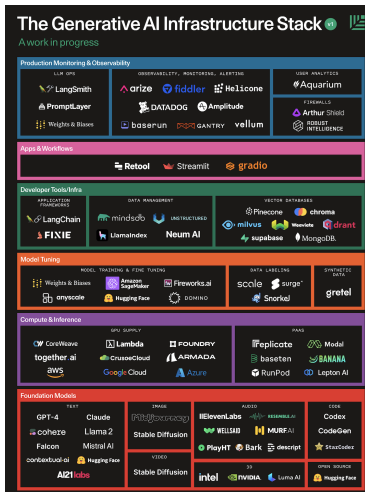 The Generative AI Infrastructure Stack v1
A work in progress
Production Monitoring & Observability
LLM OPS
LangSmith
PromptLayer
Weights & Biases
OBSERVABILITY, MONITORING, ALERTING
arize fiddler Helicone
DATADOG Amplitude
baserun GANTRY vellum
USER ANALYTICS
Aquarium
FIREWALLS
Arthur Shield
ROBUST
INTELLIGENCE
Apps & Workflows
Retool Streamlit gradio
Developer Tools/Infra
APPLICATION
FRAMEWORKS
LangChain
FIXIE
DATA MANAGEMENT
mindsdb UNSTRUCTURED
LlamaIndex Neum AI
VECTOR DATABASES
Pinecone chroma
milvus Weaviate drant
supabase MongoDB.
Model Tuning
MODEL TRAINING & FINE TUNING
Weights & Biases Amazon
SageMaker Fireworks.ai
anyscale Hugging Face DOMINO
DATA LABELING
scale surge
Snorkel
SYNTHETIC
DATA
gretel
Compute & Inference
GPU SUPPLY
CoreWeave Lambda FOUNDRY
together.ai CrusoeCloud ARMADA
aws Google Cloud Azure
PAAS
Replicate Modal
baseten BANANA
RunPod Lepton AI
Foundation Models
TEXT
GPT-4 Claude
cohere Llama 2
Falcon Mistral AI
contextual ai Hugging Face
AI21labs
IMAGE
Midjourney
Stable Diffusion
VIDEO
Stable Diffusion
AUDIO
IIElevenLabs RESEMBLE.AI
WELLSAID MURF.AI
PlayHT Bark descript
3D
intel NVIDIA. Luma AI
CODE
Codex
CodeGen
StarCoder
OPEN SOURCE
Hugging Face